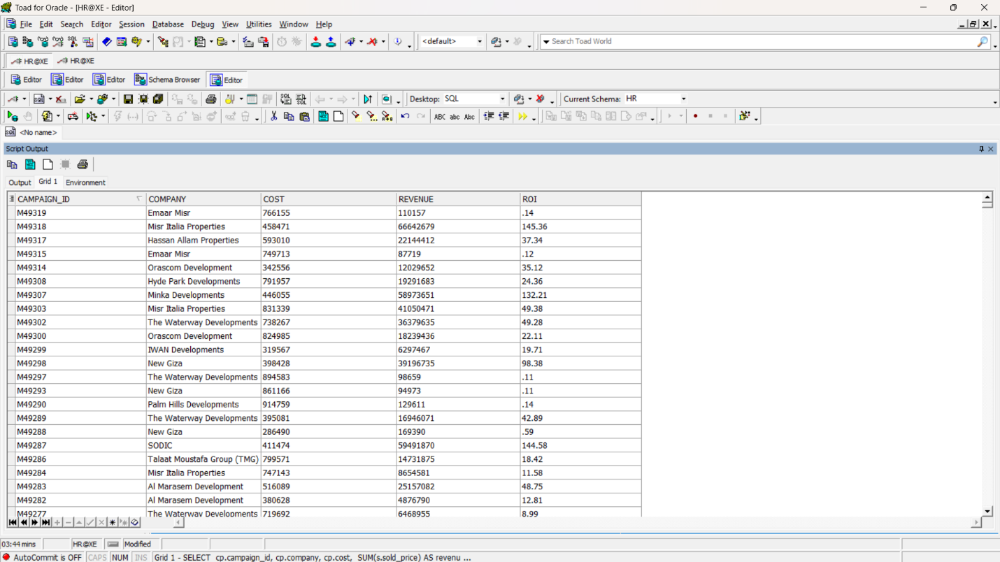 Toad for Oracle - [HR@XE - Editor]
File Edit Search Editor Session Database Debug View Utilities Window Help
<default> Search Toad World
HR@XE HR@XE
Editor Editor Editor Schema Browser Editor
Desktop: SQL Current Schema: HR
ABC abc Abc
<No name>
Script Output
Output Grid 1 Environment
CAMPAIGN_ID COMPANY COST REVENUE ROI
M49319 Emaar Misr 766155 110157 .14
M49318 Misr Italia Properties 458471 66642679 145.36
M49317 Hassan Allam Properties 593010 22144412 37.34
M49315 Emaar Misr 749713 87719 .12
M49314 Orascom Development 342556 12029652 35.12
M49308 Hyde Park Developments 791957 19291683 24.36
M49307 Minka Developments 446055 58973651 132.21
M49303 Misr Italia Properties 831339 41050471 49.38
M49302 The Waterway Developments 738267 36379635 49.28
M49300 Orascom Development 824985 18239436 22.11
M49299 IWAN Developments 319567 6297467 19.71
M49298 New Giza 398428 39196735 98.38
M49297 The Waterway Developments 894583 98659 .11
M49293 New Giza 861166 94973 .11
M49290 Palm Hills Developments 914759 129611 .14
M49289 The Waterway Developments 395081 16946071 42.89
M49288 New Giza 286490 169390 .59
M49287 SODIC 411474 59491870 144.58
M49286 Talaat Moustafa Group (TMG) 799571 14731875 18.42
M49284 Misr Italia Properties 747143 8654581 11.58
M49283 Al Marasem Development 516089 25157082 48.75
M49282 Al Marasem Development 380628 4876790 12.81
M49277 The Waterway Developments 719692 6468955 8.99
03:44 mins HR@XE Modified
AutoCommit is OFF CAPS NUM INS Grid 1 - SELECT cp.campaign_id, cp.company, cp.cost, SUM(s.sold_price) AS revenu ...